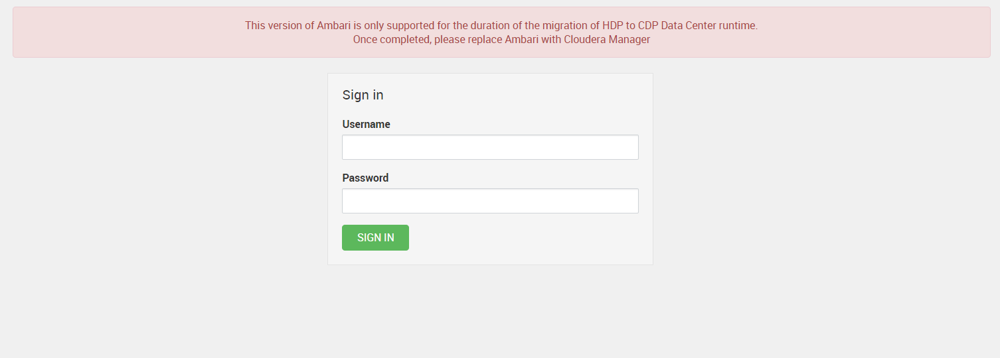 This version of Ambari is only supported for the duration of the migration of HDP to CDP Data Center runtime.
Once completed, please replace Ambari with Cloudera Manager
Sign in
Username
Password
SIGN IN